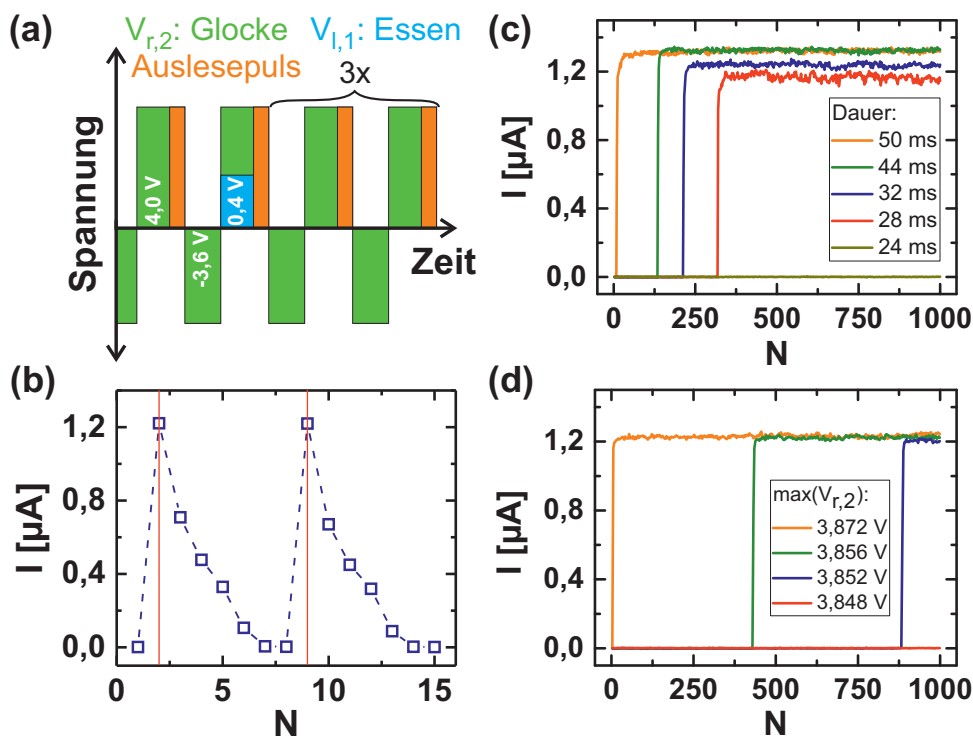 (a)
V_r,2: Glocke V_l,1: Essen
Auslesepuls
3x
Spannung
4,0 V
-3,6 V
0,4 V
Zeit
(b)
I [µA]
1,2
0,8
0,4
0,0
0 5 10 15
N
(c)
I [µA]
1,2
0,8
0,4
0,0
Dauer:
50 ms
44 ms
32 ms
28 ms
24 ms
0 250 500 750 1000
N
(d)
I [µA]
1,2
0,8
0,4
0,0
max(V_r,2):
3,872 V
3,856 V
3,852 V
3,848 V
0 250 500 750 1000
N